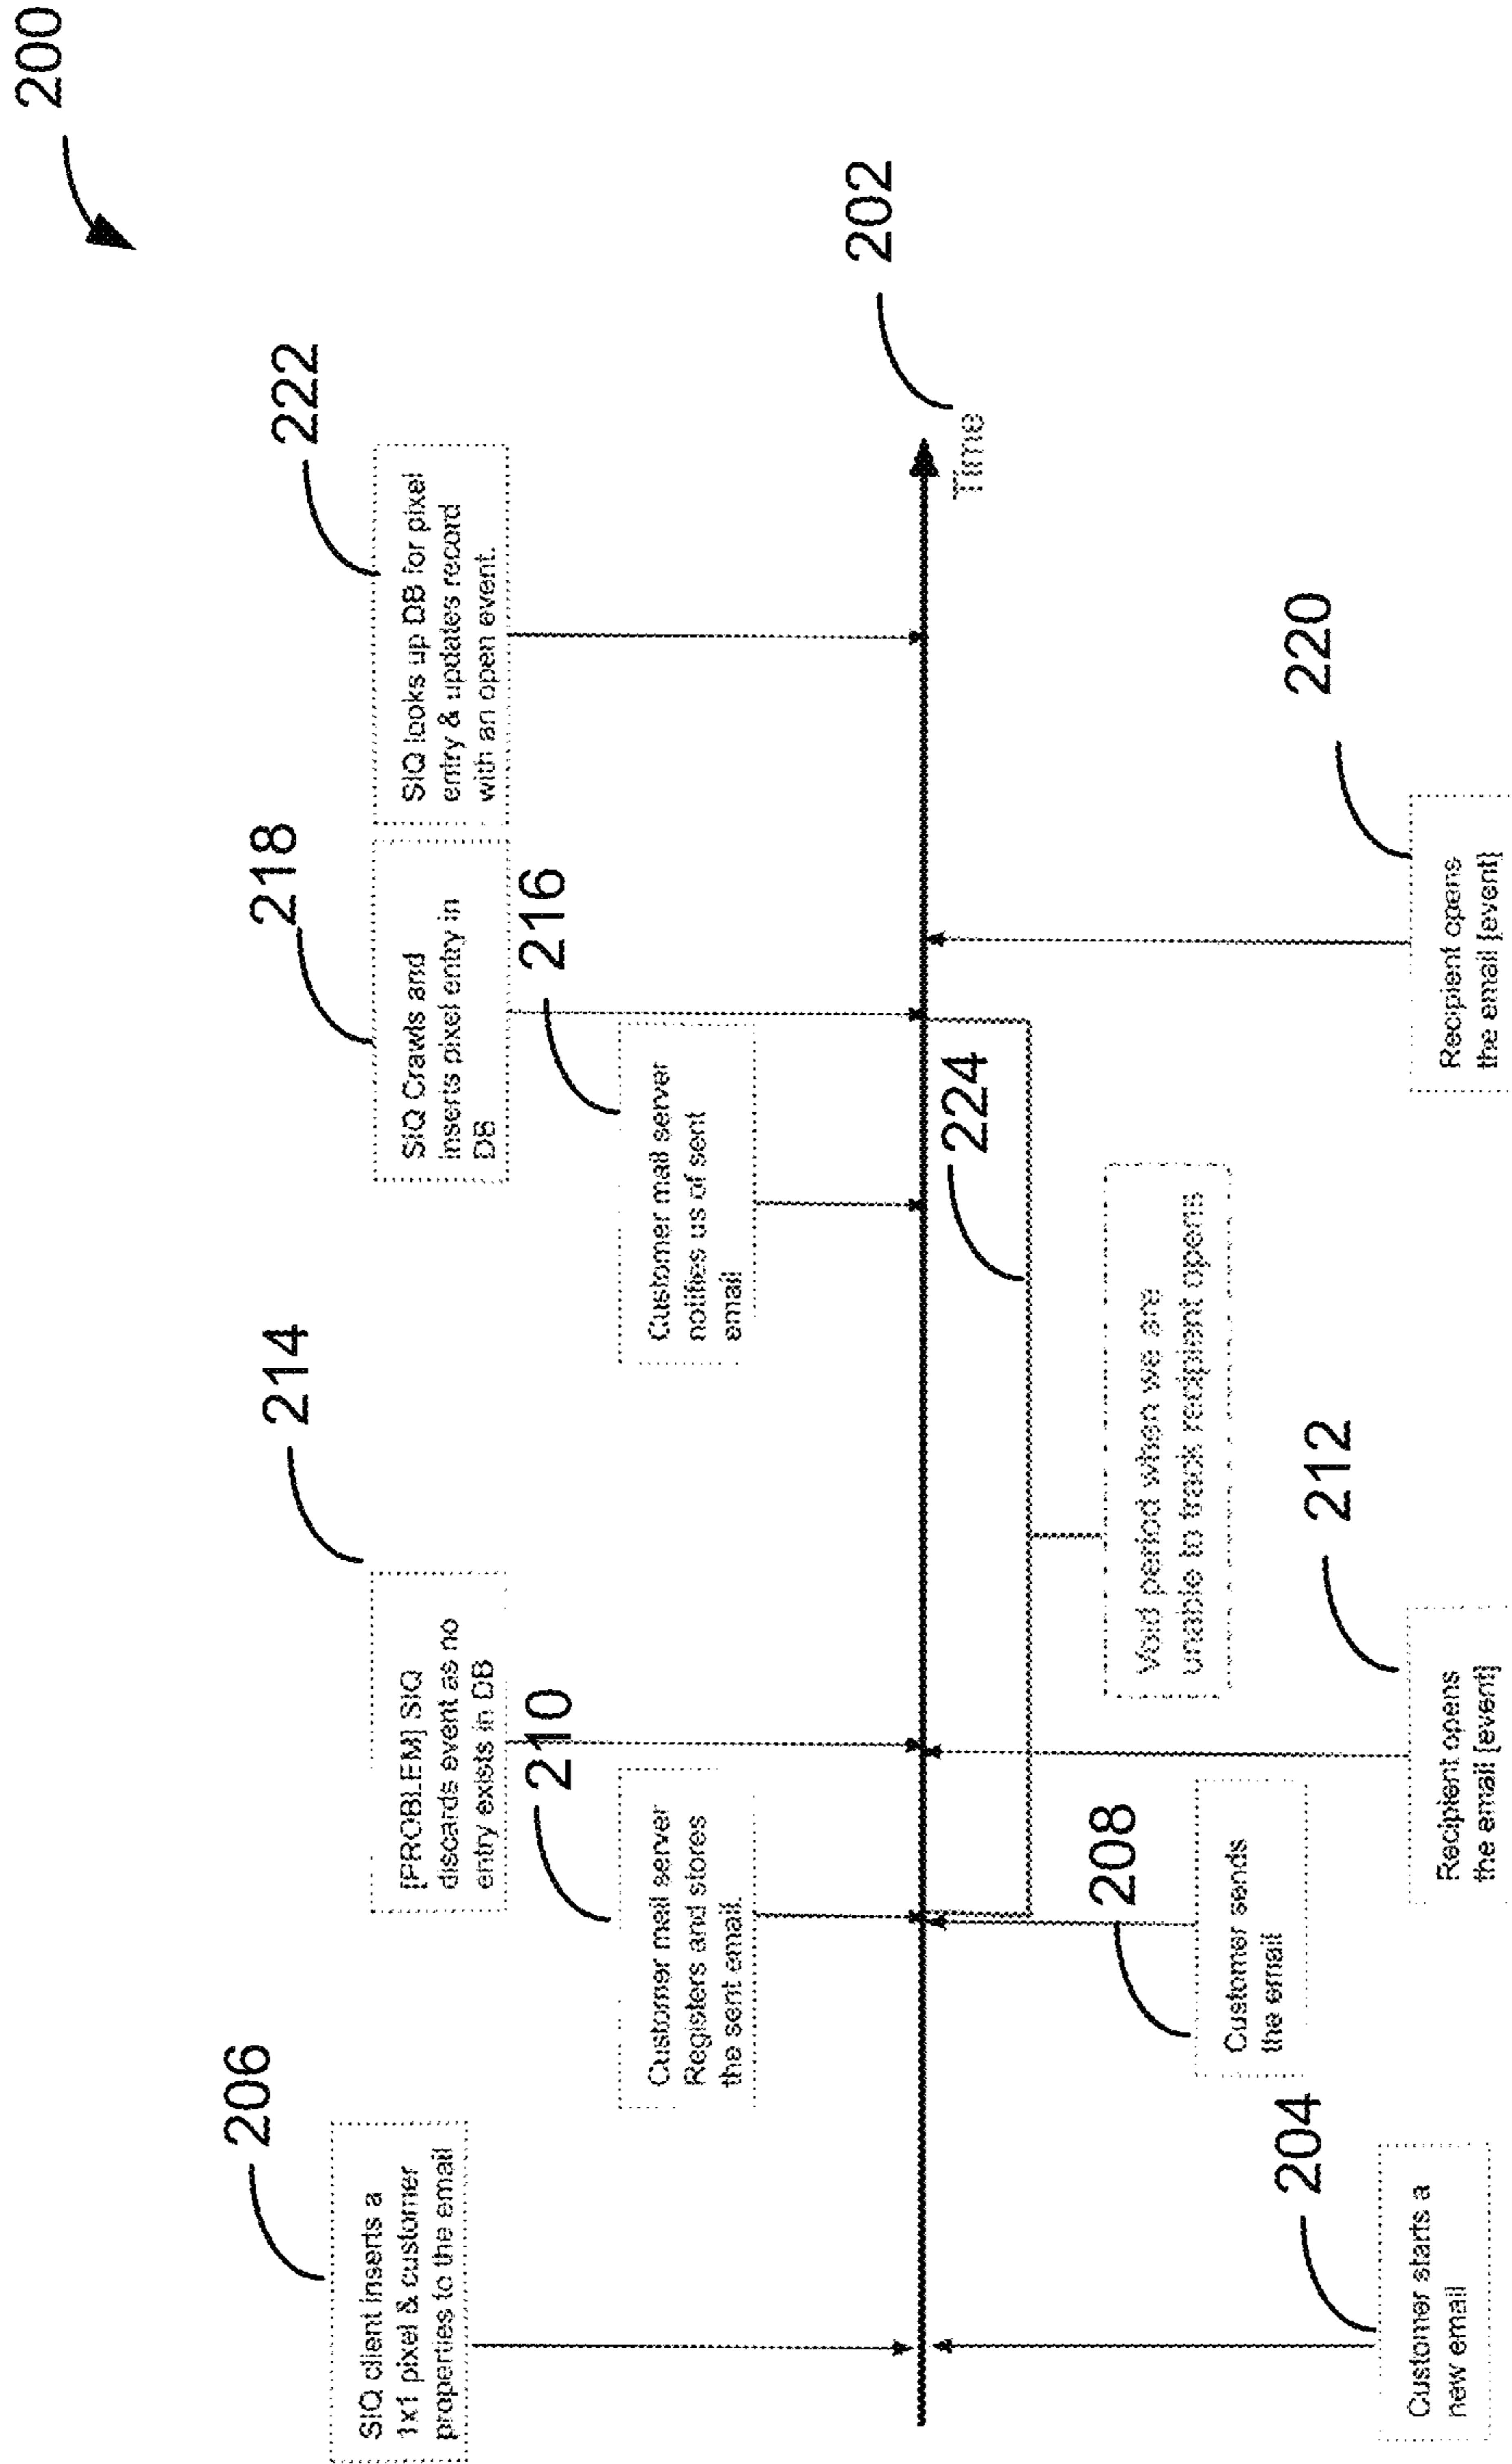 200
206
SIQ client inserts a
1x1 pixel & customer
properties to the email
214
[PROBLEM] SIQ
discards event as no
entry exists in DB
218
SIQ Crawls and
inserts pixel entry in
DB
222
SIQ looks up DB for pixel
entry & updates record
with an open event.
210
Customer mail server
Registers and stores
the sent email.
216
Customer mail server
notifies us of sent
email
202
Time
224
Void period when we are
unable to track recipient opens
208
Customer sends
the email
204
Customer starts a
new email
212
Recipient opens
the email [event]
220
Recipient opens
the email [event]